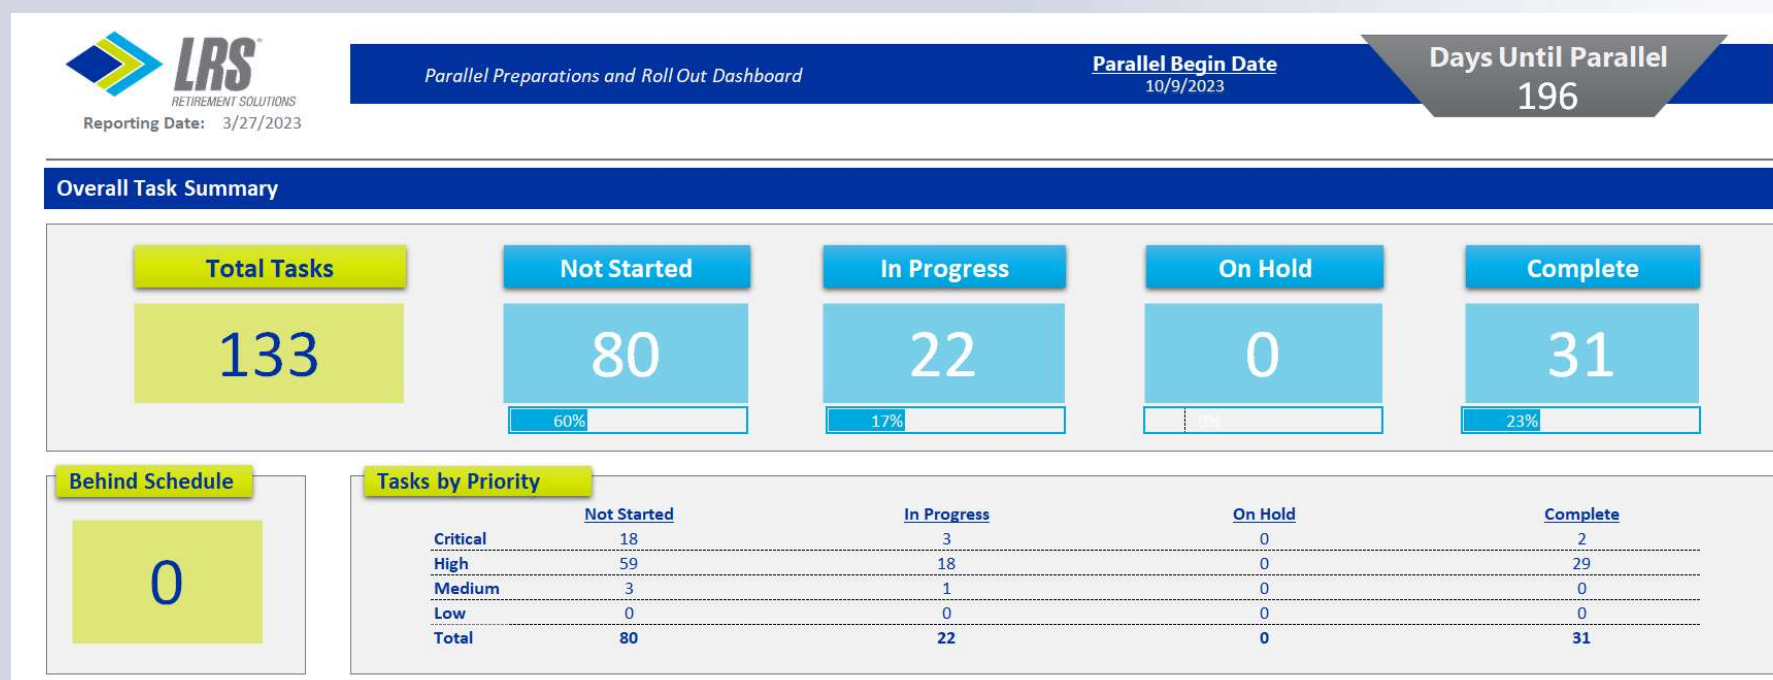 LRS
RETIREMENT SOLUTIONS
Reporting Date: 3/27/2023
Parallel Preparations and Roll Out Dashboard
Parallel Begin Date
10/9/2023
Days Until Parallel
196
Overall Task Summary
Total Tasks
133
Not Started
80
60%
In Progress
22
17%
On Hold
0
0%
Complete
31
23%
Behind Schedule
0
Tasks by Priority
Not Started In Progress On Hold Complete
Critical 18 3 0 2
High 59 18 0 29
Medium 3 1 0 0
Low 0 0 0 0
Total 80 22 0 31